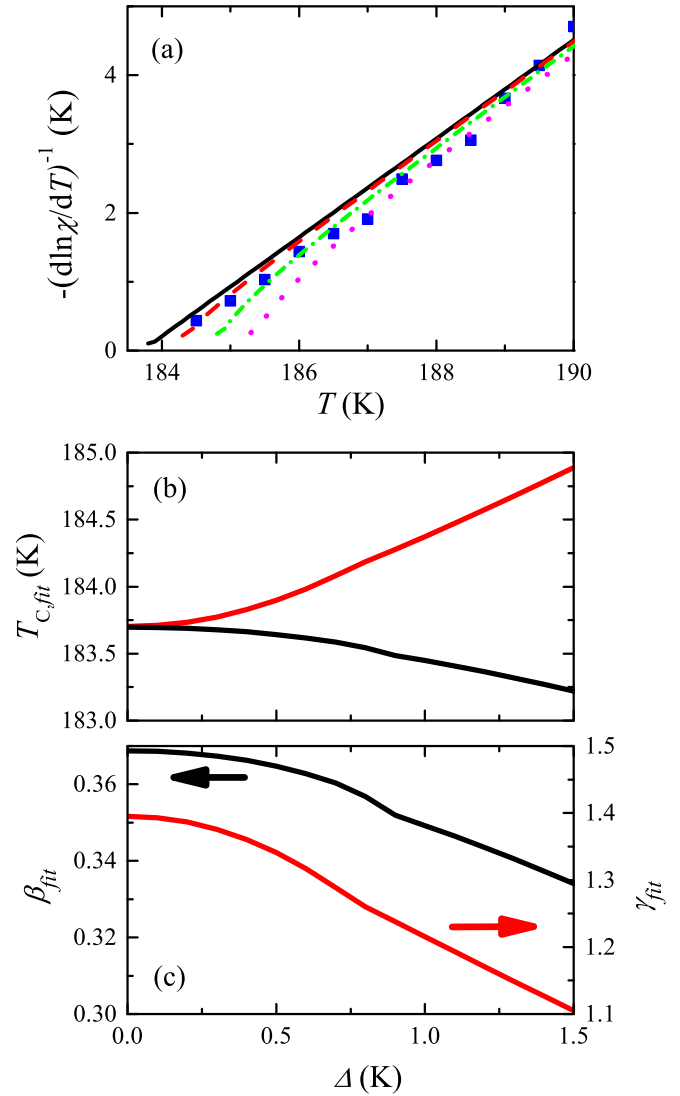 (a)
4
2
0
-(dlnχ/dT)⁻¹ (K)
184 186 188 190
T (K)
(b)
185.0
184.5
184.0
183.5
183.0
T_C,fit (K)
(c)
0.36
0.34
0.32
0.30
β_fit
1.5
1.4
1.3
1.2
1.1
γ_fit
0.0 0.5 1.0 1.5
Δ (K)